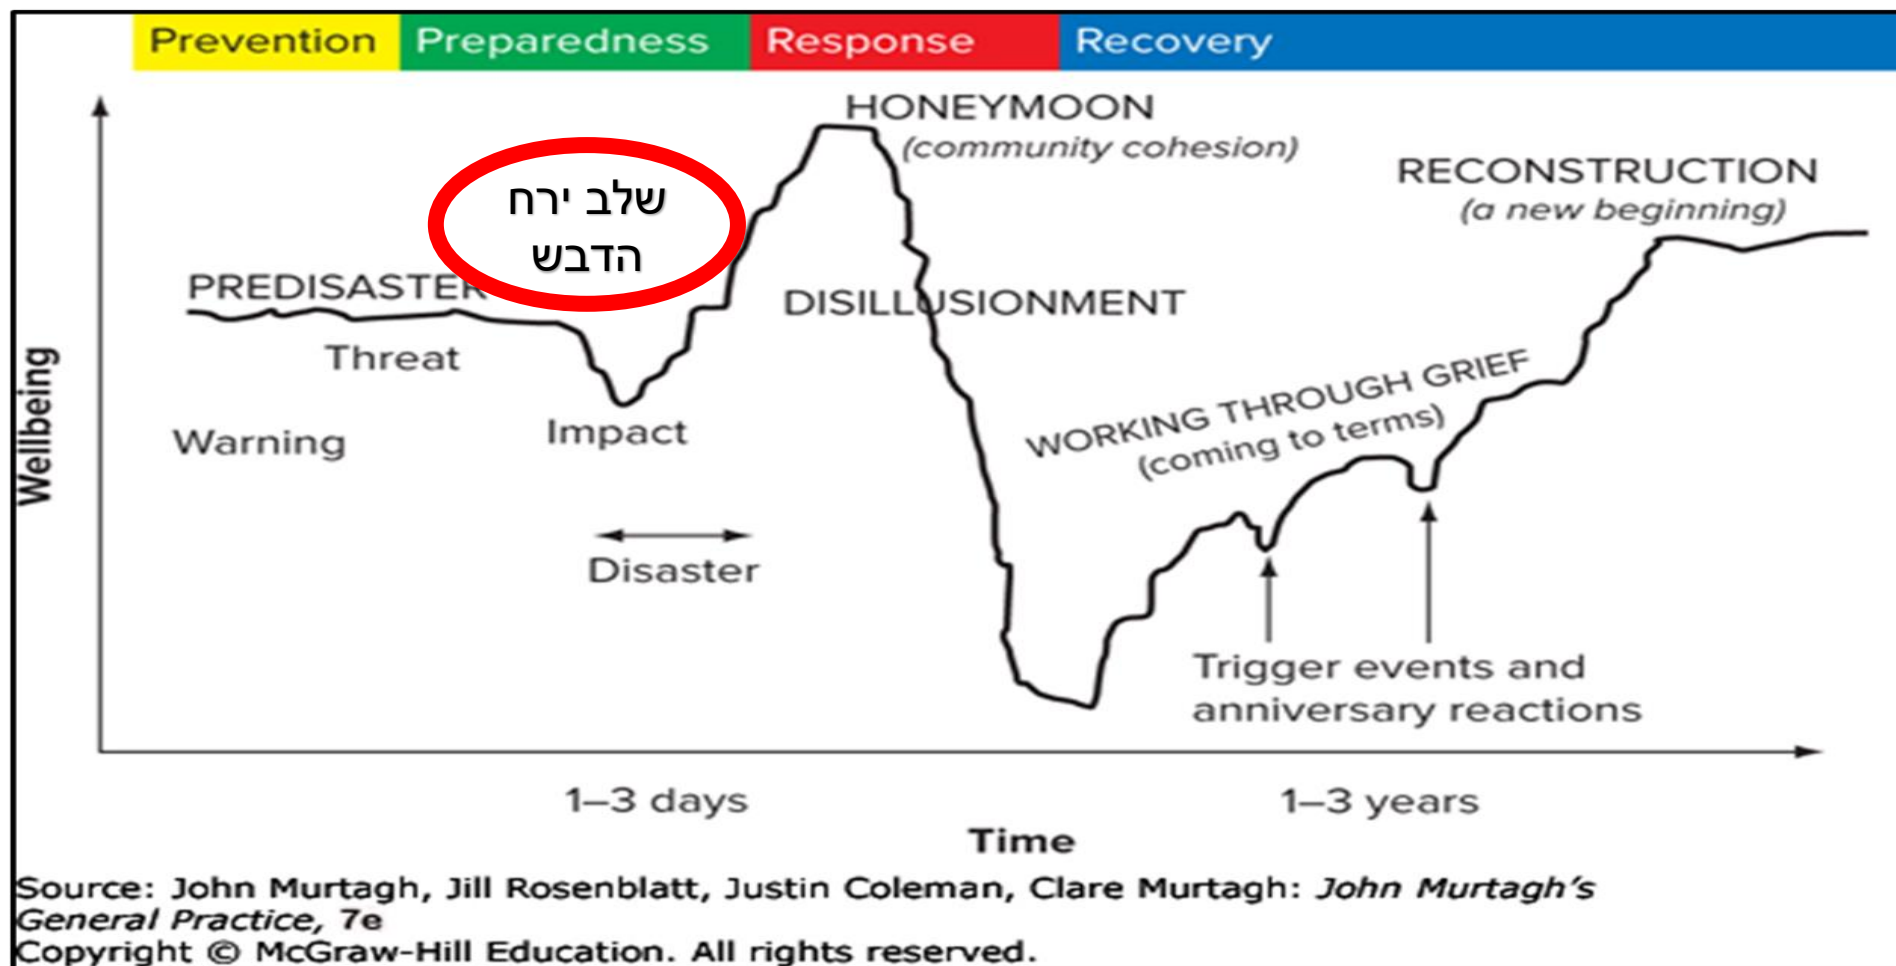 Prevention Preparedness Response Recovery
HONEYMOON
(community cohesion)
שלב ירח
הדבש
RECONSTRUCTION
(a new beginning)
PREDISASTER
DISILLUSIONMENT
Threat
Warning
Impact
WORKING THROUGH GRIEF
(coming to terms)
Wellbeing
Disaster
Trigger events and
anniversary reactions
1–3 days
1–3 years
Time
Source: John Murtagh, Jill Rosenblatt, Justin Coleman, Clare Murtagh: John Murtagh's
General Practice, 7e
Copyright © McGraw-Hill Education. All rights reserved.